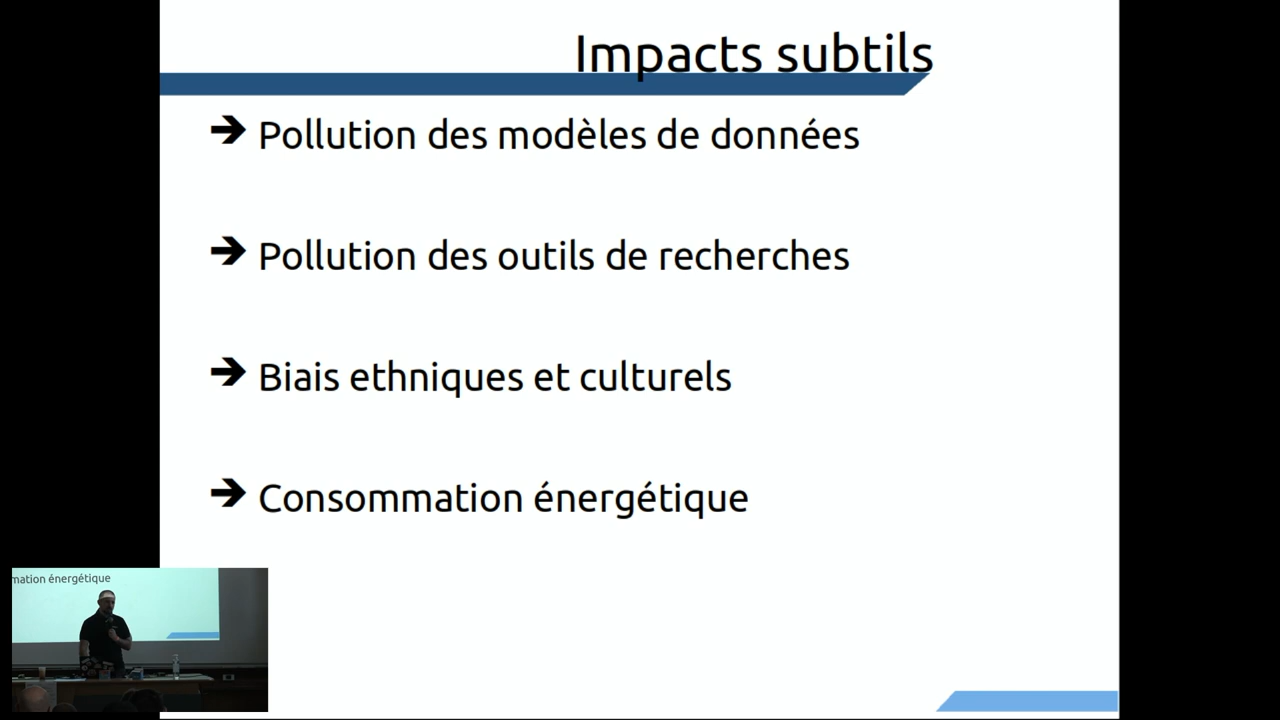 Impacts subtils
➔ Pollution des modèles de données
➔ Pollution des outils de recherches
➔ Biais ethniques et culturels
➔ Consommation énergétique
mation énergétique